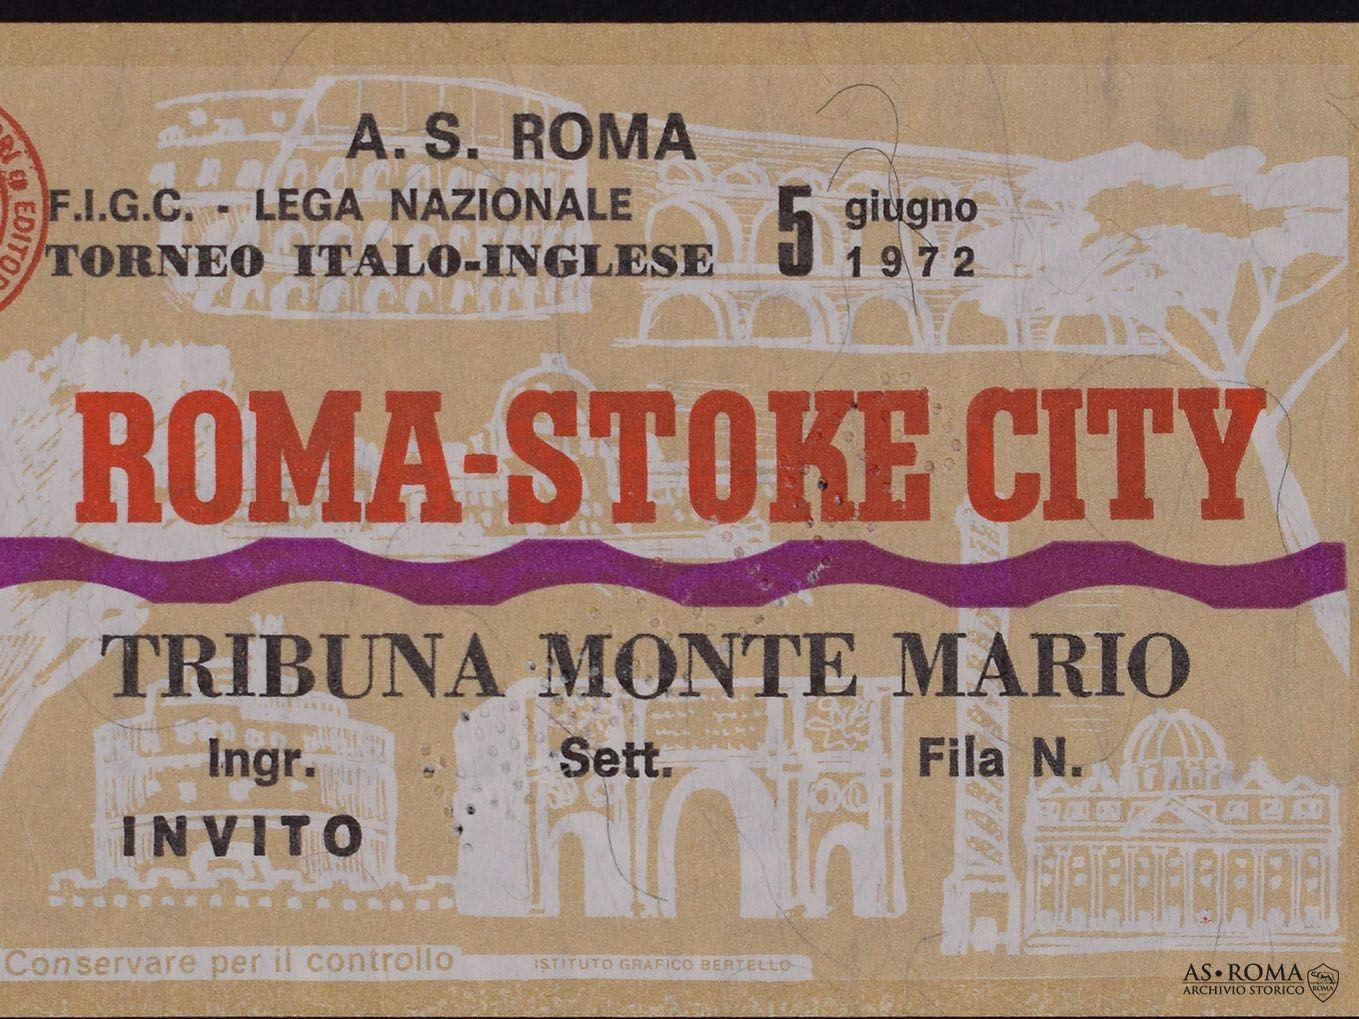 A. S. ROMA
F.I.G.C. - LEGA NAZIONALE
TORNEO ITALO-INGLESE
5 giugno
1972
ROMA-STOKE CITY
TRIBUNA MONTE MARIO
Ingr. Sett. Fila N.
INVITO
Conservare per il controllo
ISTITUTO GRAFICO BERTELLO
AS•ROMA
ARCHIVIO STORICO
ROMA